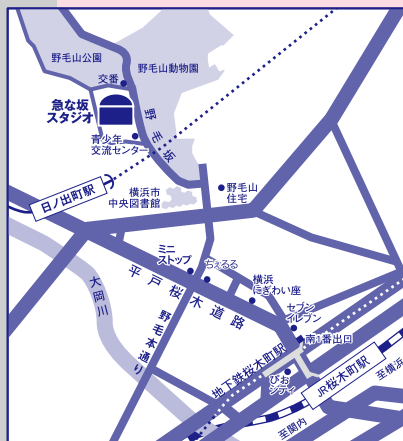 野毛山公園
野毛山動物園
交番
急な坂
スタジオ
野毛坂
青少年
交流センター
日ノ出町駅
横浜市
中央図書館
野毛山
住宅
ミニ
ストップ
ちぇるる
平戸桜木道路
横浜
にぎわい座
大岡川
野毛本通り
セブン
イレブン
南1番出口
地下鉄桜木町駅
ぴお
シティ
JR桜木町駅
至横浜
至関内